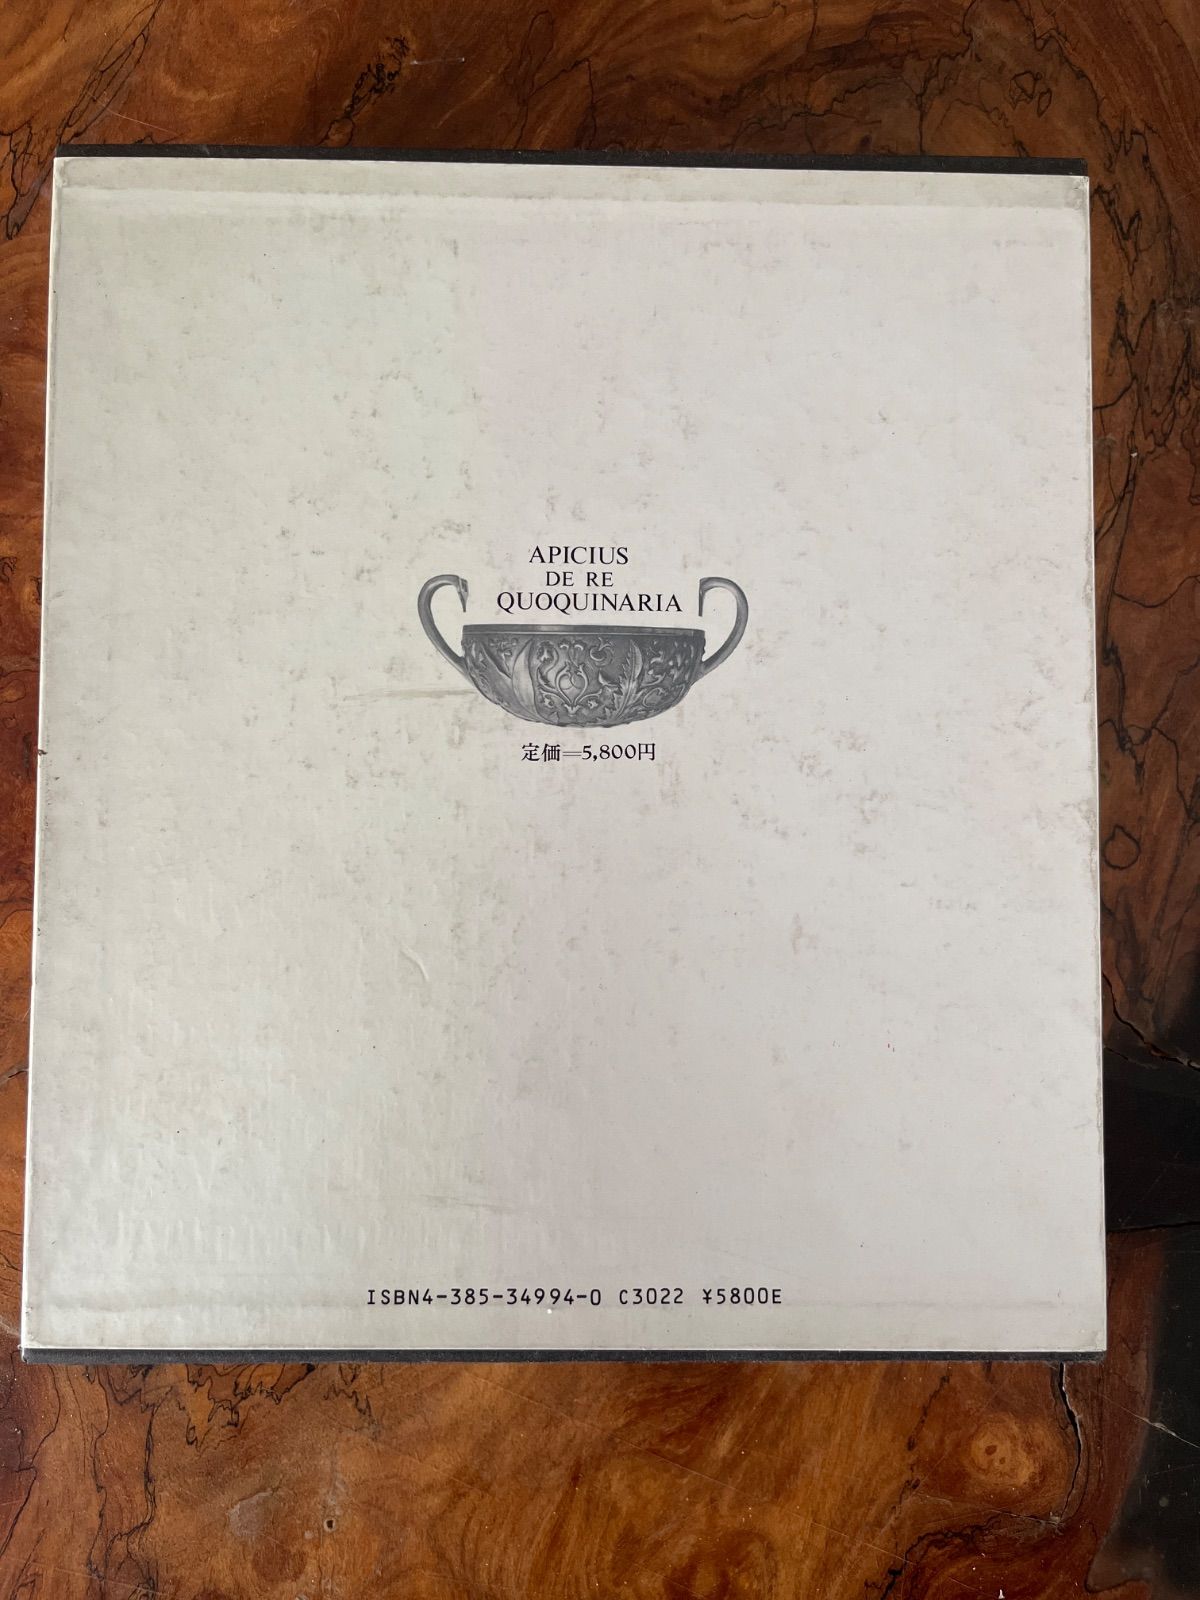 APICIUS
DE RE
QUOQUINARIA
定価—5,800円
ISBN4-385-34994-0 C3022 ¥5800E